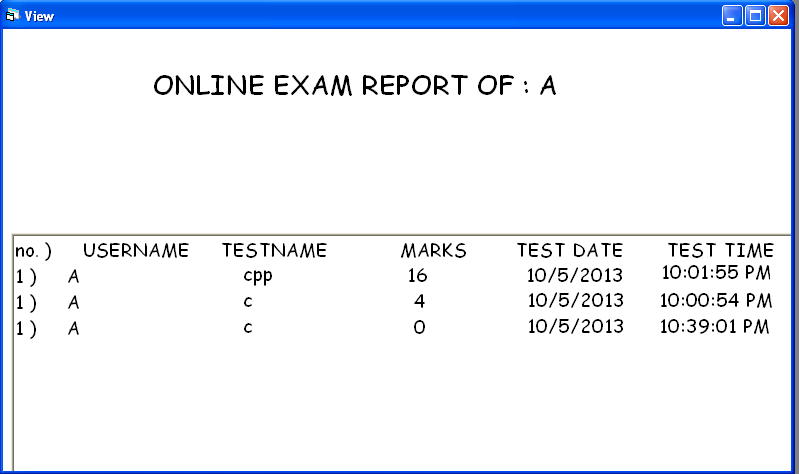 View
ONLINE EXAM REPORT OF : A
no. ) USERNAME TESTNAME MARKS TEST DATE TEST TIME
1 ) A cpp 16 10/5/2013 10:01:55 PM
1 ) A c 4 10/5/2013 10:00:54 PM
1 ) A c 0 10/5/2013 10:39:01 PM